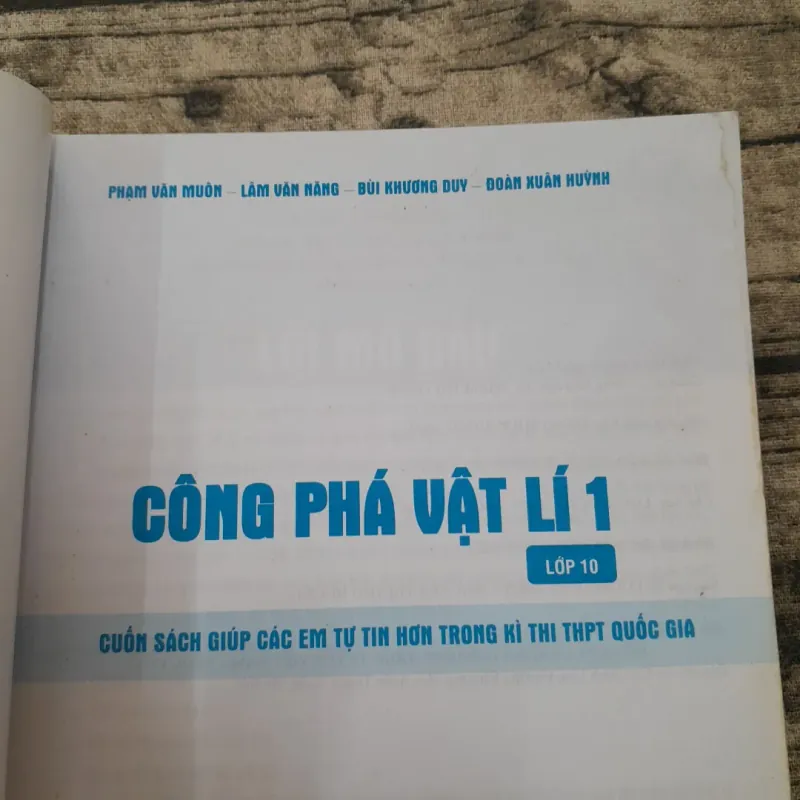 PHẠM VĂN MUÔN – LÂM VĂN NĂNG – BÙI KHƯƠNG DUY – ĐOÀN XUÂN HUỲNH
CÔNG PHÁ VẬT LÍ 1
LỚP 10
CUỐN SÁCH GIÚP CÁC EM TỰ TIN HƠN TRONG KÌ THI THPT QUỐC GIA